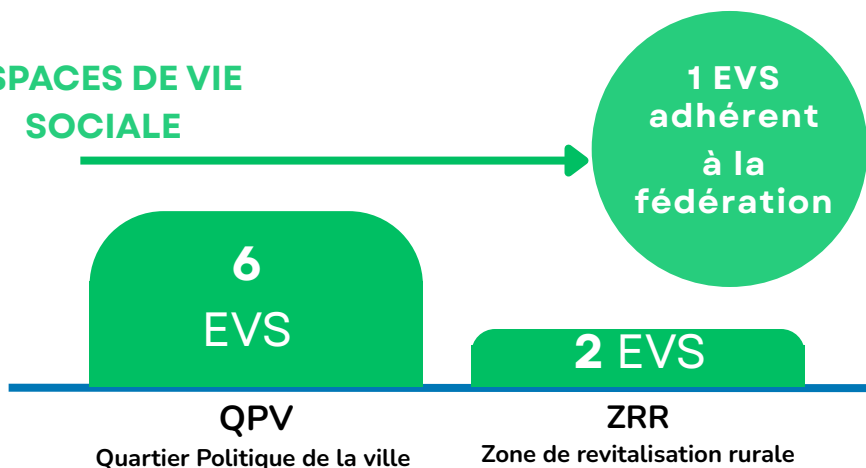 SPACES DE VIE
SOCIALE
1 EVS
adhérent
à la
fédération
6
EVS
2 EVS
QPV
Quartier Politique de la ville
ZRR
Zone de revitalisation rurale